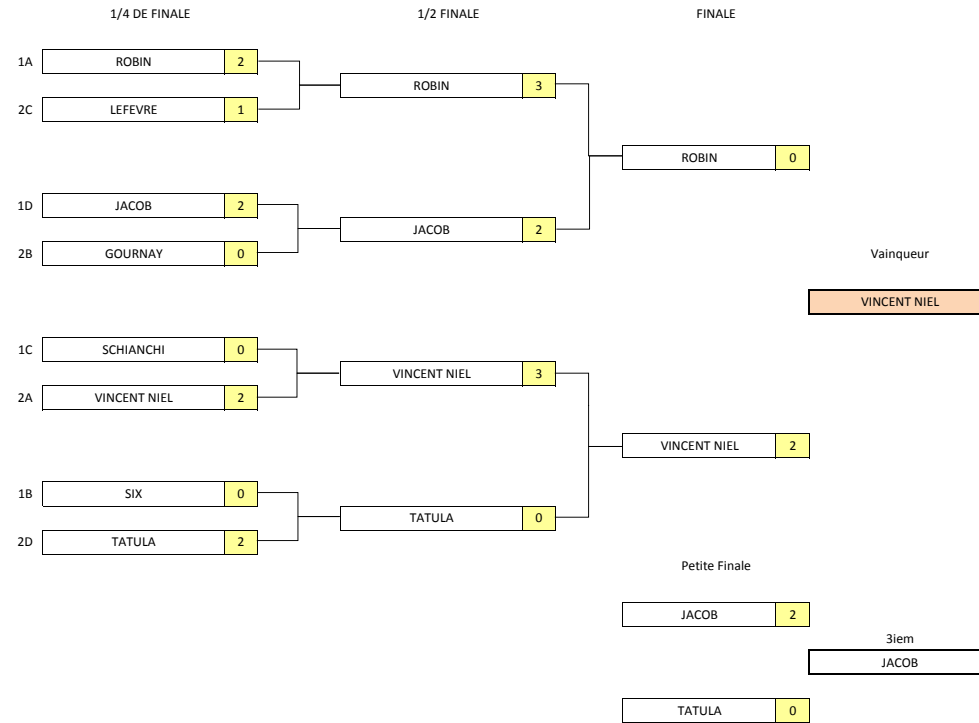 1/4 DE FINALE 1/2 FINALE FINALE
1A ROBIN 2
ROBIN 3
2C LEFEVRE 1
ROBIN 0
1D JACOB 2
JACOB 2
2B GOURNAY 0
Vainqueur
VINCENT NIEL
1C SCHIANCHI 0
VINCENT NIEL 3
2A VINCENT NIEL 2
VINCENT NIEL 2
1B SIX 0
TATULA 0
2D TATULA 2
Petite Finale
JACOB 2
3iem
JACOB
TATULA 0